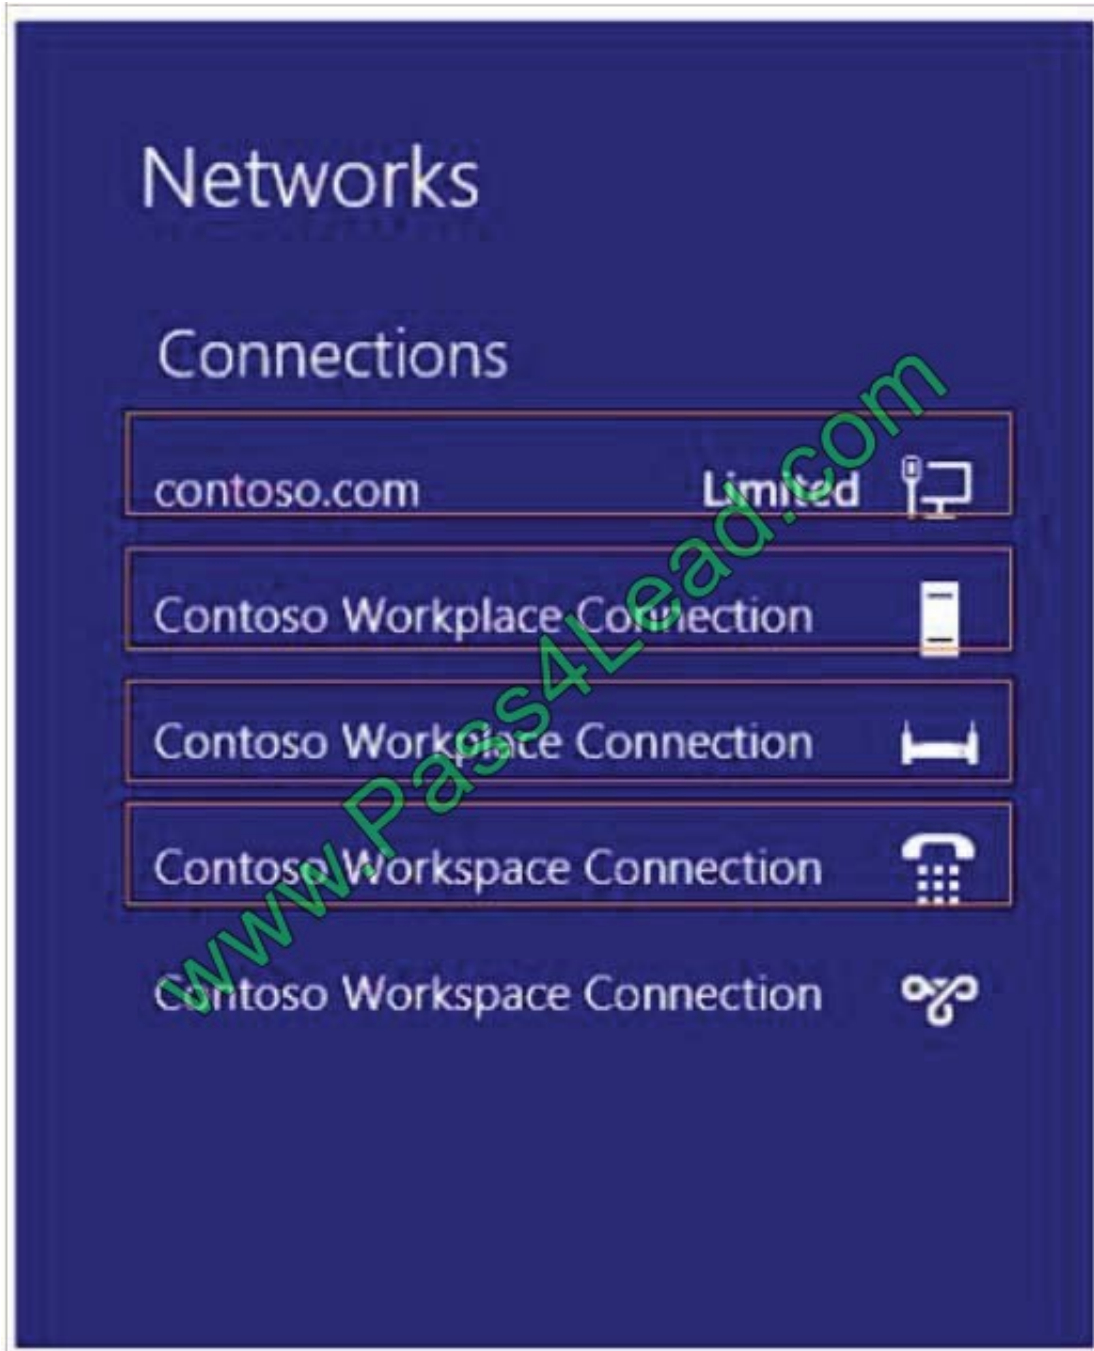 Networks
Connections
contoso.com Limited
Contoso Workplace Connection
Contoso Workplace Connection
Contoso Workspace Connection
Contoso Workspace Connection
www.Pass4Lead.com